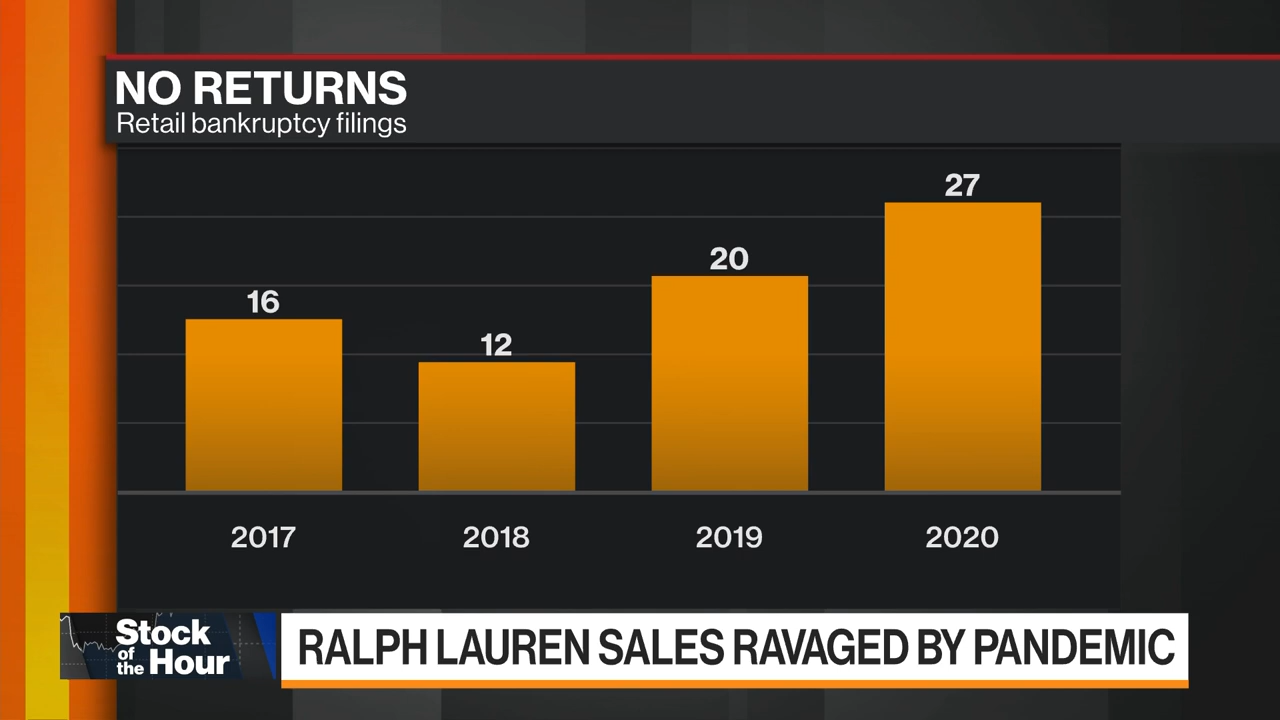 NO RETURNS
Retail bankruptcy filings
27
20
16
12
2017 2018 2019 2020
Stock
of
the Hour
RALPH LAUREN SALES RAVAGED BY PANDEMIC